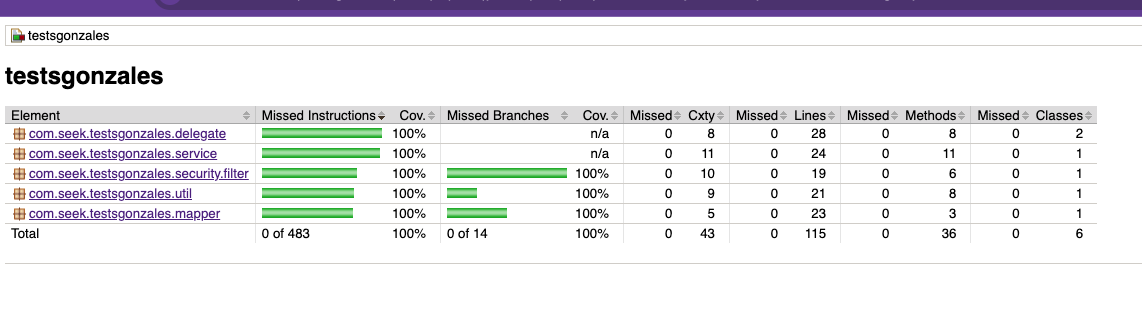 testsgonzales
testsgonzales
Element Missed Instructions Cov. Missed Branches Cov. Missed Cxty Missed Lines Missed Methods Missed Classes
com.seek.testsgonzales.delegate 100% n/a 0 8 0 28 0 8 0 2
com.seek.testsgonzales.service 100% n/a 0 11 0 24 0 11 0 1
com.seek.testsgonzales.security.filter 100% 100% 0 10 0 19 0 6 0 1
com.seek.testsgonzales.util 100% 100% 0 9 0 21 0 8 0 1
com.seek.testsgonzales.mapper 100% 100% 0 5 0 23 0 3 0 1
Total 0 of 483 100% 0 of 14 100% 0 43 0 115 0 36 0 6